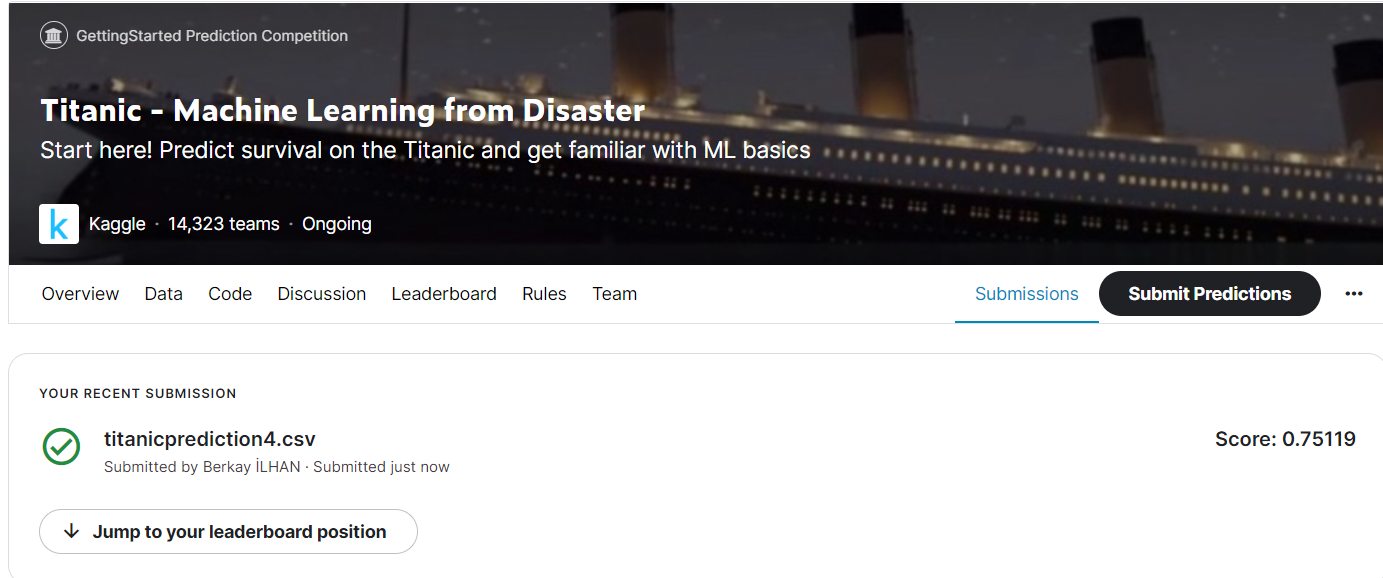 GettingStarted Prediction Competition
Titanic - Machine Learning from Disaster
Start here! Predict survival on the Titanic and get familiar with ML basics
k Kaggle · 14,323 teams · Ongoing
Overview Data Code Discussion Leaderboard Rules Team Submissions Submit Predictions ···
YOUR RECENT SUBMISSION
titanicprediction4.csv Score: 0.75119
Submitted by Berkay İLHAN · Submitted just now
Jump to your leaderboard position